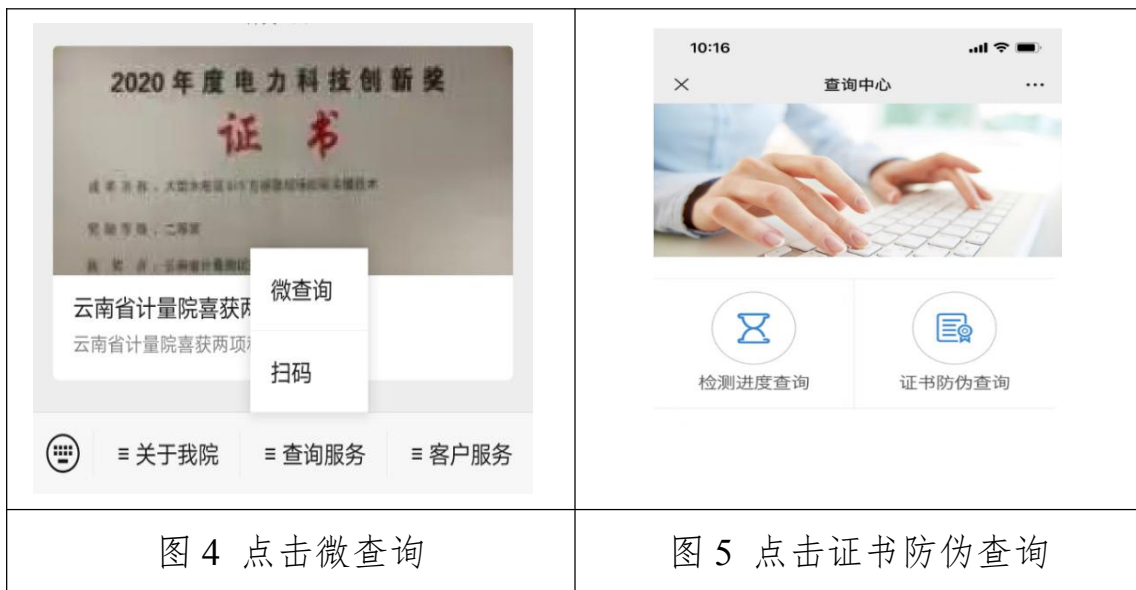 2020年度电力科技创新奖
证书
二等奖
云南省计量院喜获两
云南省计量院喜获两项
微查询
扫码
≡ 关于我院
≡ 查询服务
≡ 客户服务
图 4 点击微查询
10:16
查询中心
检测进度查询
证书防伪查询
图 5 点击证书防伪查询